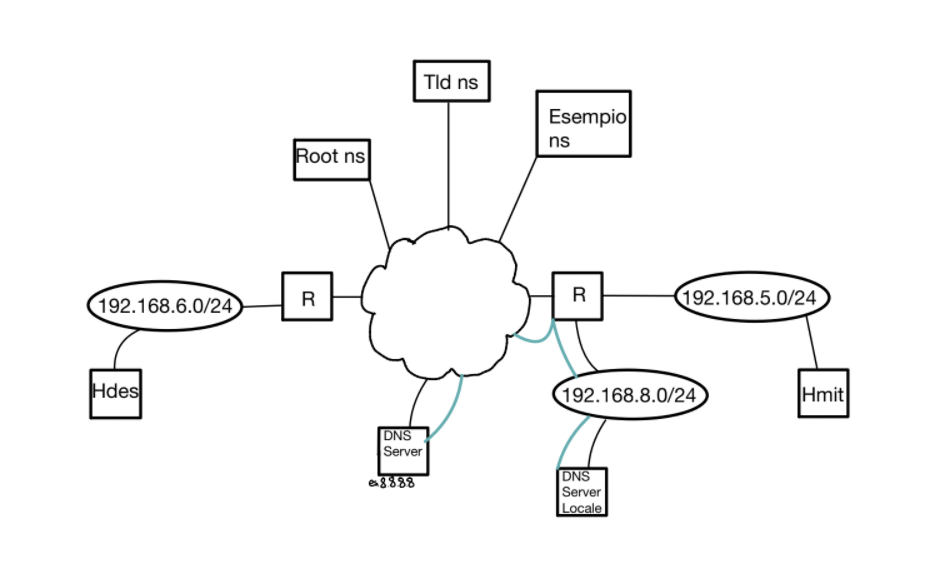 Tld ns
Esempio
ns
Root ns
192.168.6.0/24
R
R
192.168.5.0/24
Hdes
192.168.8.0/24
Hmit
DNS
Server
es 8.8.8.8
DNS
Server
Locale